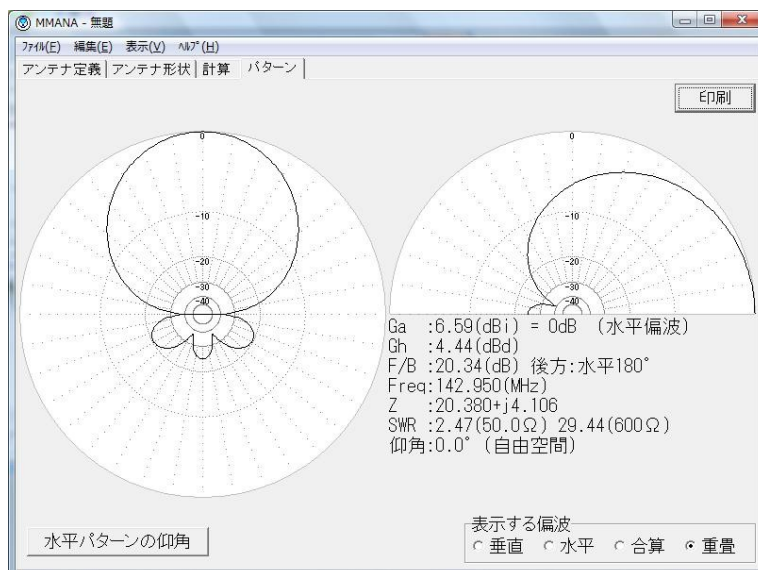 MMANA - 無題
ﾌｧｲﾙ(F) 編集(E) 表示(V) ﾍﾙﾌﾟ(H)
アンテナ定義 アンテナ形状 計算 パターン
印刷
0
-10
-20
-30
-40
0
-10
-20
-30
-40
Ga :6.59(dBi) = 0dB (水平偏波)
Gh :4.44(dBd)
F/B :20.34(dB) 後方:水平180°
Freq:142.950(MHz)
Z :20.380+j4.106
SWR :2.47(50.0Ω) 29.44(600Ω)
仰角:0.0° (自由空間)
水平パターンの仰角
表示する偏波
垂直 水平 合算 重畳